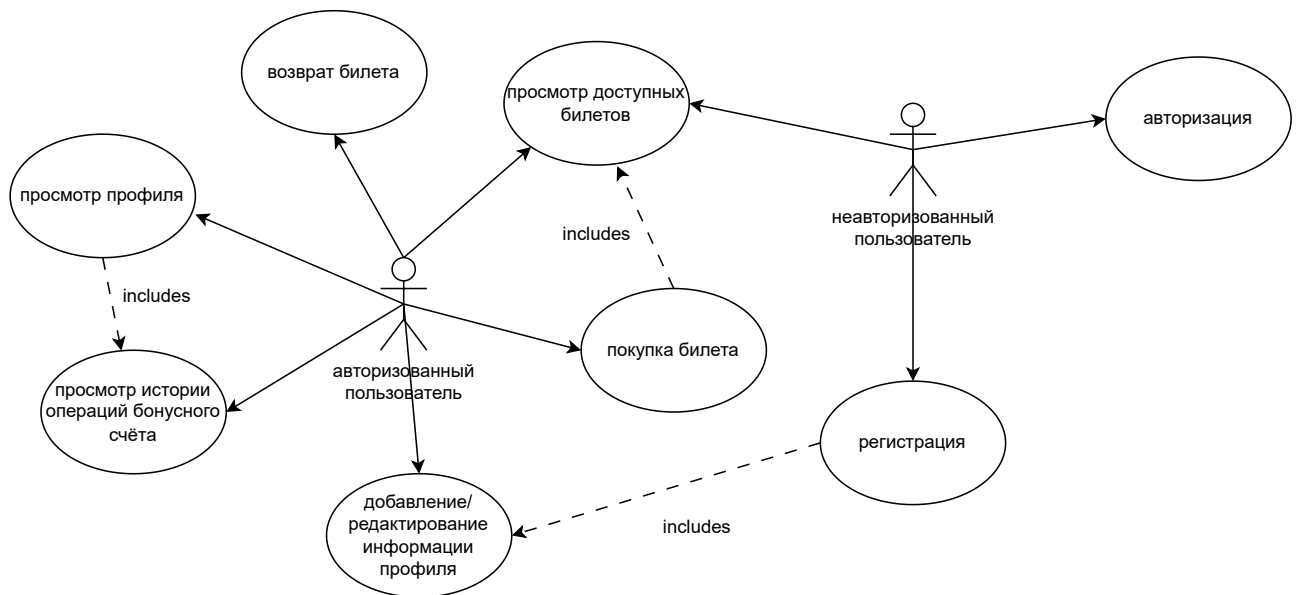 возврат билета
просмотр доступных
билетов
авторизация
просмотр профиля
неавторизованный
пользователь
includes
includes
покупка билета
авторизованный
пользователь
просмотр истории
операций бонусного
счёта
регистрация
добавление/
редактирование
информации
профиля
includes